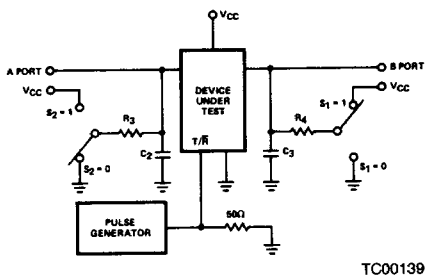 VCC
A PORT
B PORT
VCC
VCC
DEVICE
UNDER
TEST
S2 = 1
S1 = 1
R3
R4
T/R̅
C2
C3
S2 = 0
S1 = 0
PULSE
GENERATOR
50Ω
TC00139